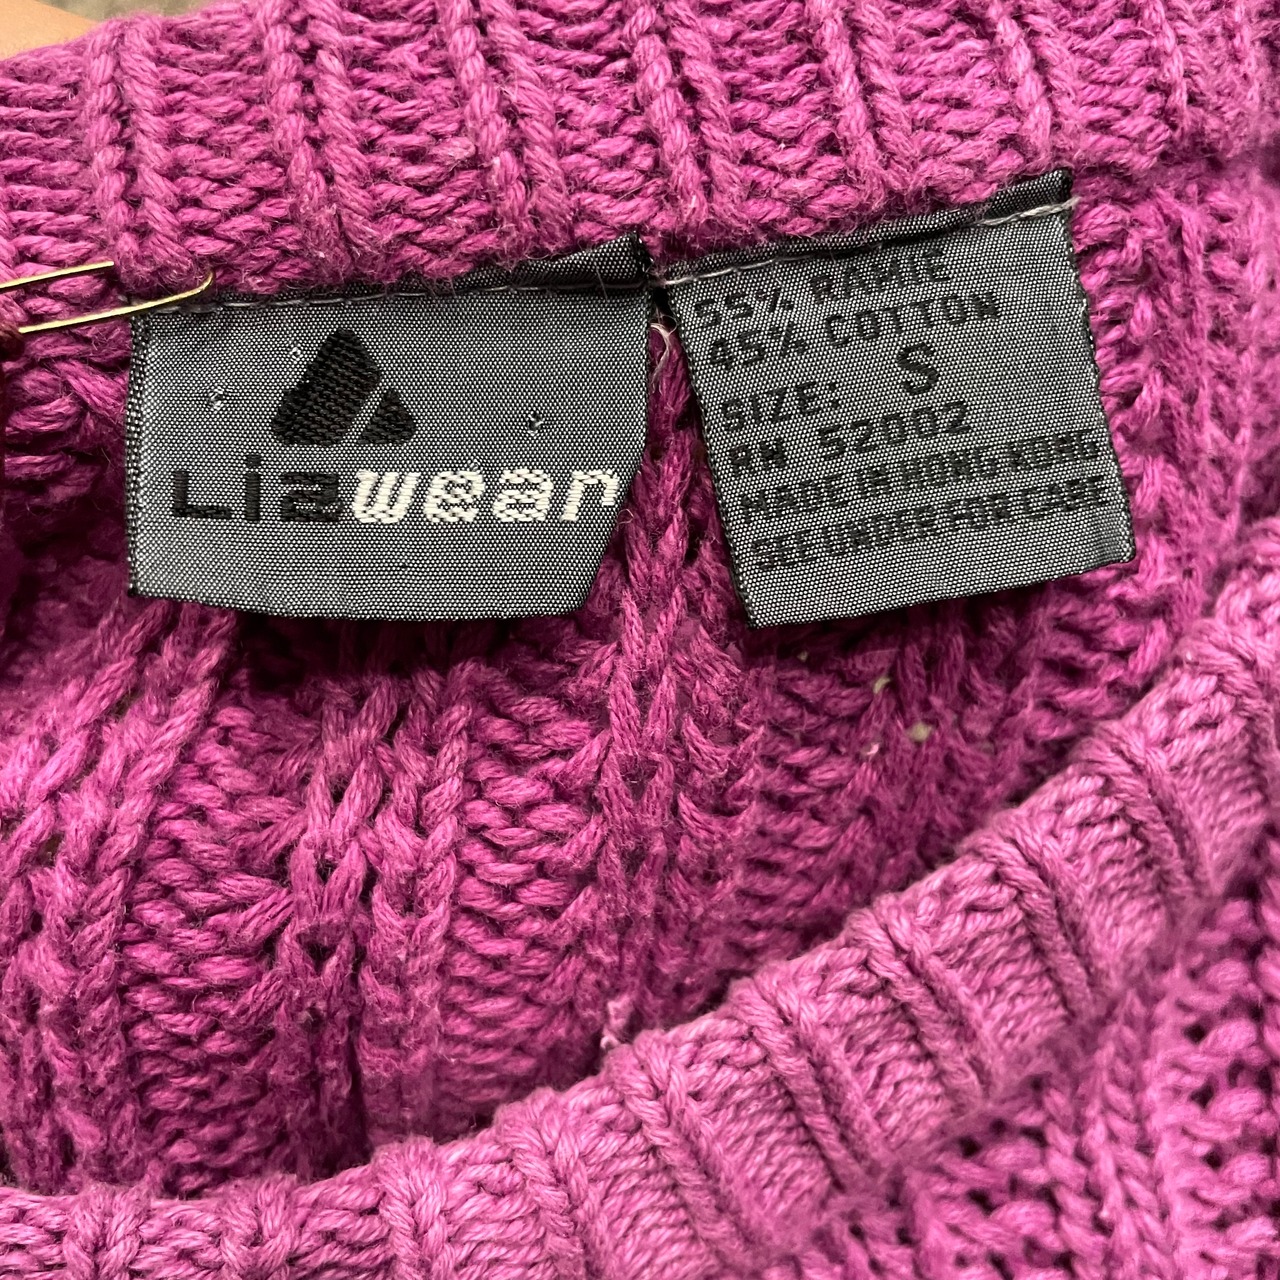 Lizwear
55% RAMIE
45% COTTON
SIZE: S
RN 52002
MADE IN HONG KONG
SEE UNDER FOR CARE